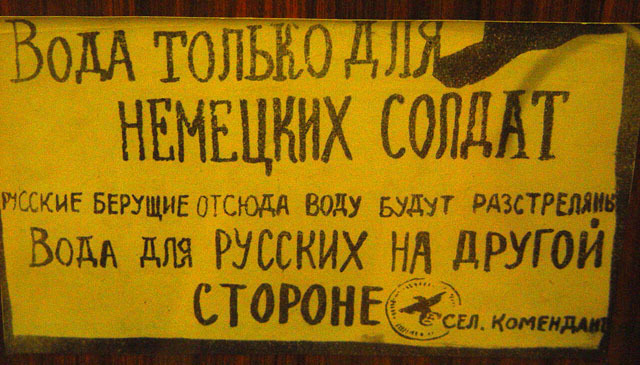 Вода только для
немецких солдат
Русские берущие отсюда воду будут разстреляны
Вода для русских на другой
стороне
Сел. комендант